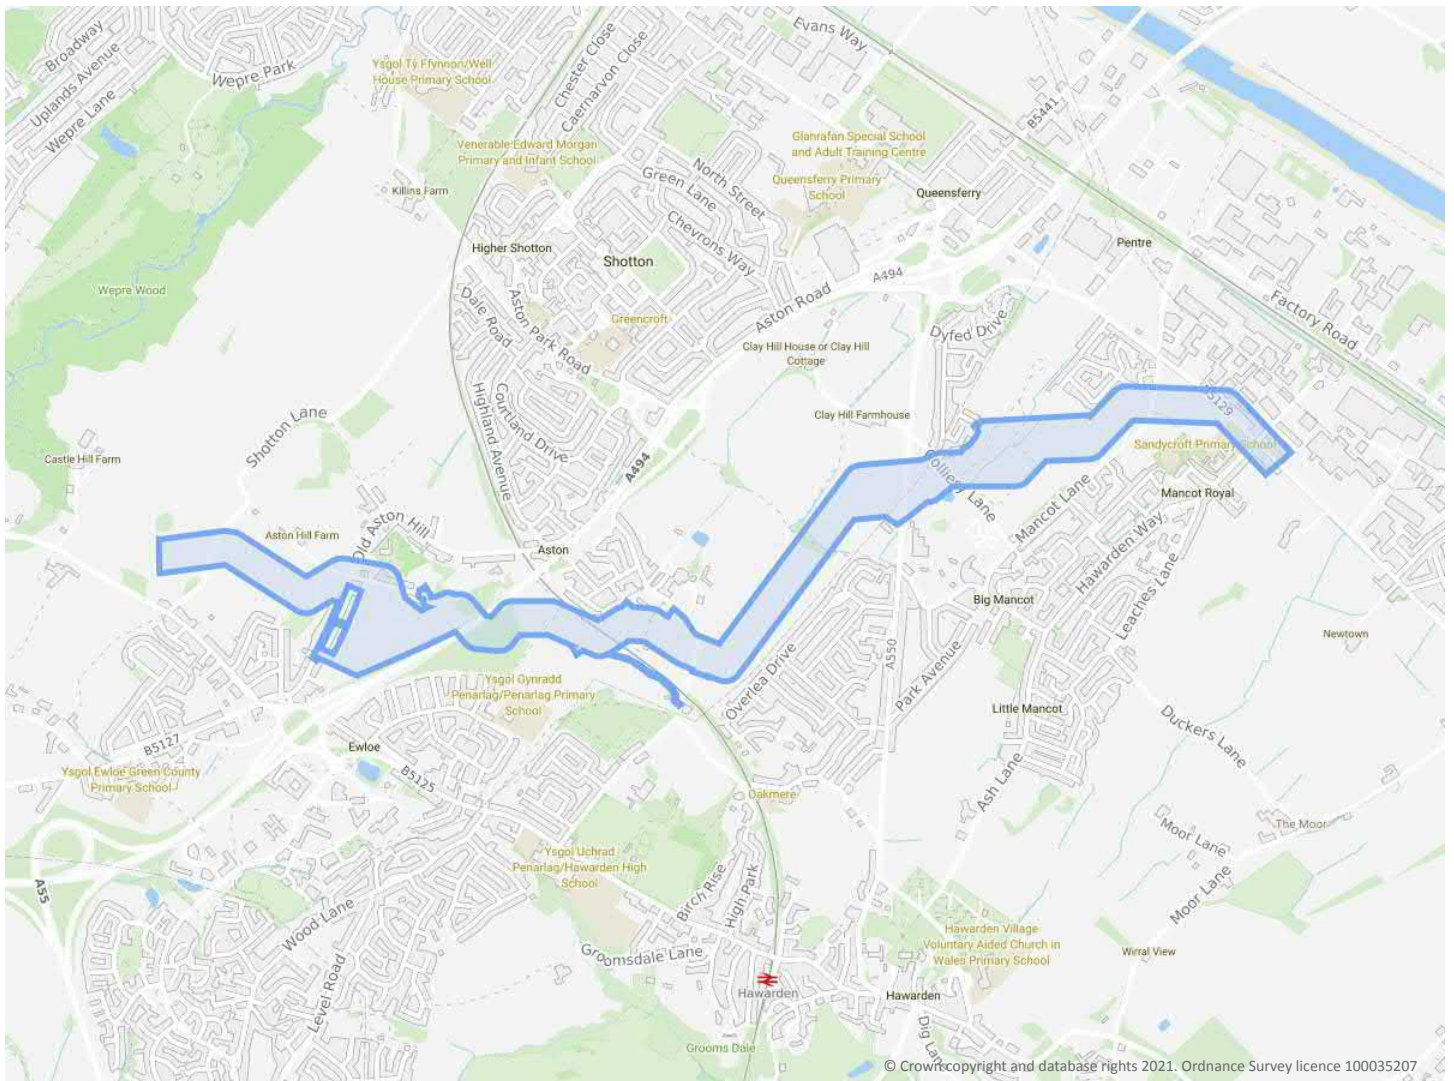 Broadway
Uplands Avenue
Wepre Lane
Wepre Park
Ysgol Tŷ Ffynnon/Well
House Primary School
Chester Close
Caernarvon Close
Evans Way
B5441
Venerable Edward Morgan
Primary and Infant School
Glanrafan Special School
and Adult Training Centre
Killins Farm
North Street
Green Lane
Queensferry Primary
School
Queensferry
Chevrons Way
Higher Shotton
Shotton
Pentre
A494
Wepre Wood
Factory Road
Dale Road
Aston Park Road
Greencroft
Aston Road
Dyfed Drive
Clay Hill House or Clay Hill
Cottage
Highland Avenue
Courtland Drive
Shotton Lane
Clay Hill Farmhouse
B5129
Sandycroft Primary School
Castle Hill Farm
A494
Colliery Lane
Mancot Royal
Mancot Lane
Aston Hill Farm
Old Aston Hill
Aston
Hawarden Way
Leaches Lane
Big Mancot
Newtown
A550
Park Avenue
Overlea Drive
Ysgol Gynradd
Penarlag/Penarlag Primary
School
Little Mancot
Duckers Lane
B5127
Ewloe
B5125
Ysgol Ewloe Green County
Primary School
Ash Lane
Oakmere
The Moor
Moor Lane
Ysgol Uchrad
Penarlag/Hawarden High
School
A55
Birch Rise
High Park
Moor Lane
Wood Lane
Level Road
Groomsdale Lane
Hawarden Village
Voluntary Aided Church in
Wales Primary School
Wirral View
Hawarden
Hawarden
Dig Lane
Grooms Dale
© Crown copyright and database rights 2021. Ordnance Survey licence 100035207